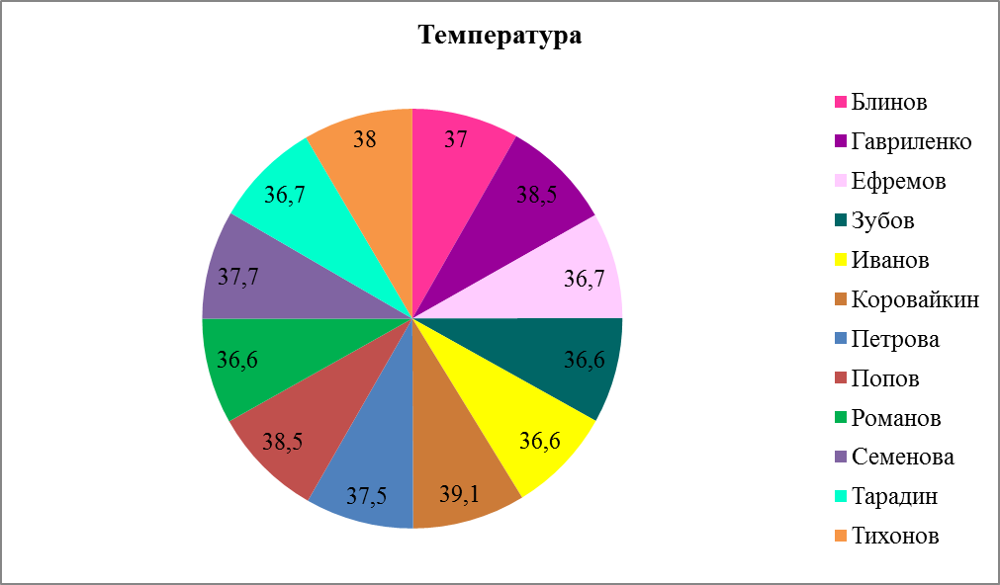 Температура
38
37
36,7
38,5
37,7
36,7
36,6
36,6
38,5
36,6
37,5
39,1
Блинов
Гавриленко
Ефремов
Зубов
Иванов
Коровайкин
Петрова
Попов
Романов
Семенова
Тарадин
Тихонов